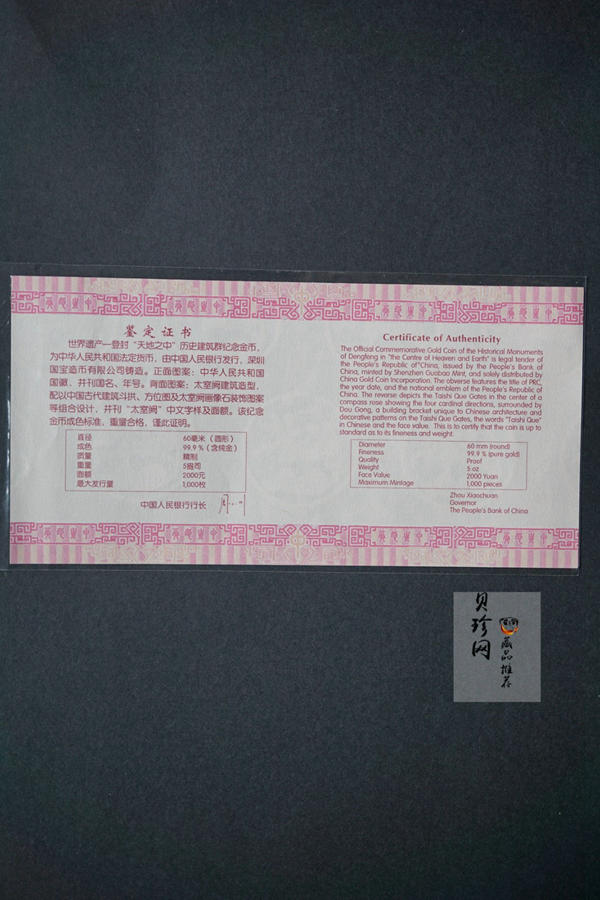 鉴定证书
世界遗产—登封“天地之中”历史建筑群纪念金币，
为中华人民共和国法定货币，由中国人民银行发行，深圳
国宝造币有限公司铸造。正面图案：中华人民共和国
国徽、并刊国名、年号。背面图案：太室阙建筑造型，
配以中国古代建筑斗拱、方位图及太室阙画像石装饰图案
等组合设计，并刊“太室阙”中文字样及面额。该纪念
金币成色标准，重量合格，谨此证明。
直径 60毫米（圆形）
成色 99.9%（含纯金）
质量 精制
重量 5盎司
面额 2000元
最大发行量 1,000枚
中国人民银行行长
Certificate of Authenticity
The Official Commemorative Gold Coin of the Historical Monuments
of Dengfeng in "the Centre of Heaven and Earth" is legal tender of
the People's Republic of China, issued by the People's Bank of
China, minted by Shenzhen Guobao Mint, and solely distributed by
China Gold Coin Incorporation. The obverse features the title of PRC,
the year date, and the national emblem of the People's Republic of
China. The reverse depicts the Taishi Que Gates in the center of a
compass rose showing the four cardinal directions, surrounded by
Dou Gong, a building bracket unique to Chinese architecture and
decorative patterns on the Taishi Que Gates, the words "Taishi Que"
in Chinese and the face value. This is to certify that the coin is up to
standard as to its fineness and weight.
Diameter 60 mm (round)
Fineness 99.9 % (pure gold)
Quality Proof
Weight 5 oz
Face Value 2000 Yuan
Maximum Mintage 1,000 pieces
Zhou Xiaochuan
Governor
The People's Bank of China
贝珍网
藏品推荐